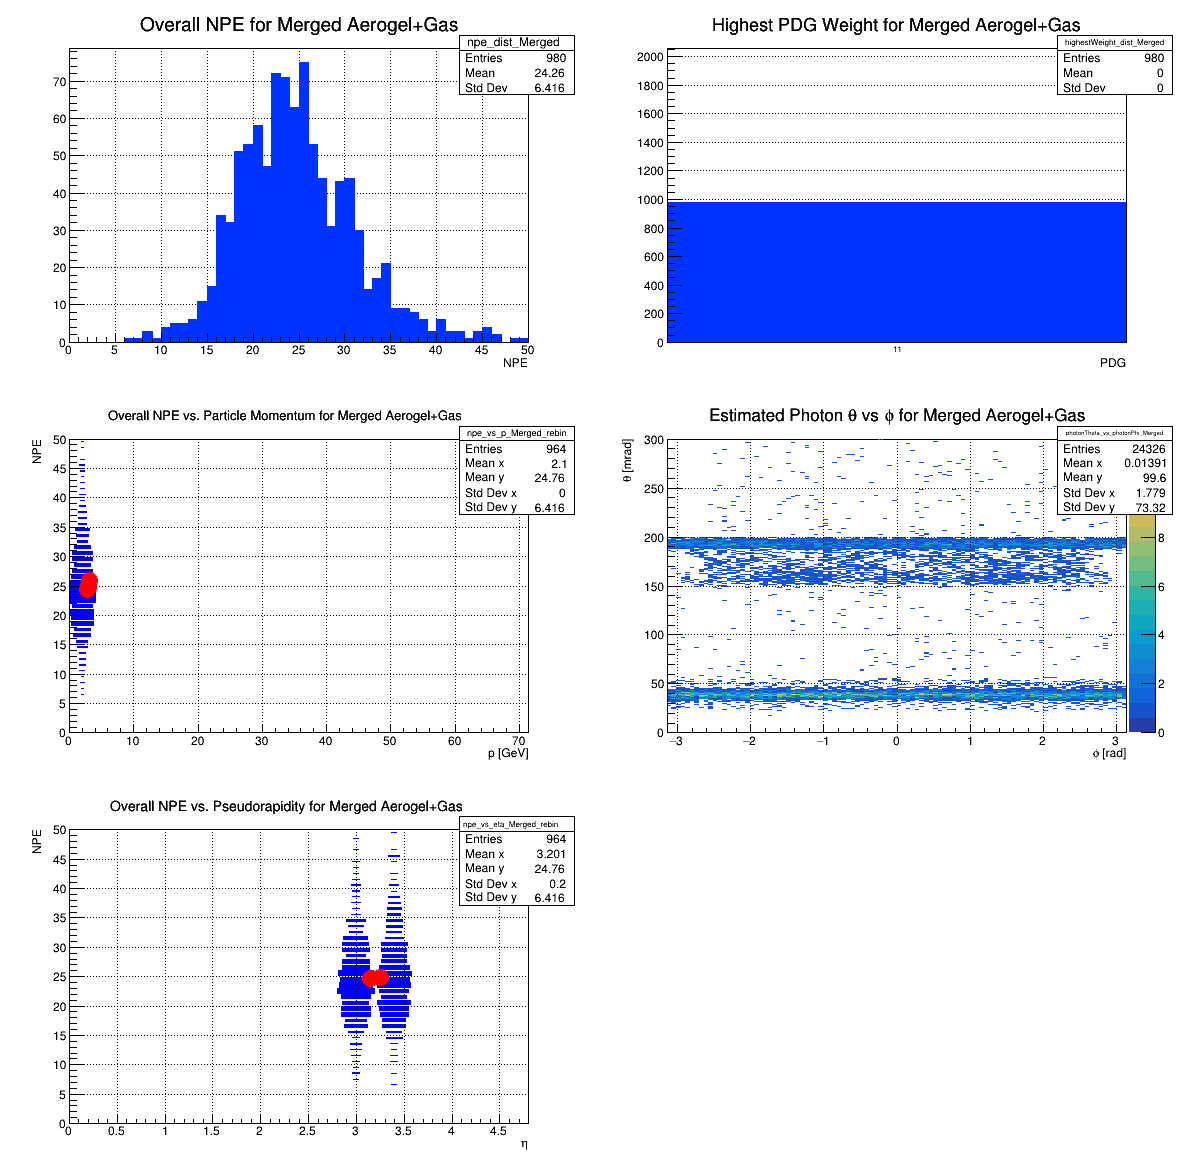 Overall NPE for Merged Aerogel+Gas
npe_dist_Merged
Entries 980
Mean 24.26
Std Dev 6.416
70
60
50
40
30
20
10
0
0 5 10 15 20 25 30 35 40 45 50
NPE
Highest PDG Weight for Merged Aerogel+Gas
highestWeight_dist_Merged
Entries 980
Mean 0
Std Dev 0
2000
1800
1600
1400
1200
1000
800
600
400
200
0
11
PDG
Overall NPE vs. Particle Momentum for Merged Aerogel+Gas
npe_vs_p_Merged_rebin
Entries 964
Mean x 2.1
Mean y 24.76
Std Dev x 0
Std Dev y 6.416
NPE
50
45
40
35
30
25
20
15
10
5
0
0 10 20 30 40 50 60 70
p [GeV]
Estimated Photon θ vs ϕ for Merged Aerogel+Gas
photonTheta_vs_photonPhi_Merged
Entries 24326
Mean x 0.01391
Mean y 99.6
Std Dev x 1.779
Std Dev y 73.32
θ [mrad]
300
250
200
150
100
50
0
−3 −2 −1 0 1 2 3
ϕ [rad]
8
6
4
2
0
Overall NPE vs. Pseudorapidity for Merged Aerogel+Gas
npe_vs_eta_Merged_rebin
Entries 964
Mean x 3.201
Mean y 24.76
Std Dev x 0.2
Std Dev y 6.416
NPE
50
45
40
35
30
25
20
15
10
5
0
0 0.5 1 1.5 2 2.5 3 3.5 4 4.5
η